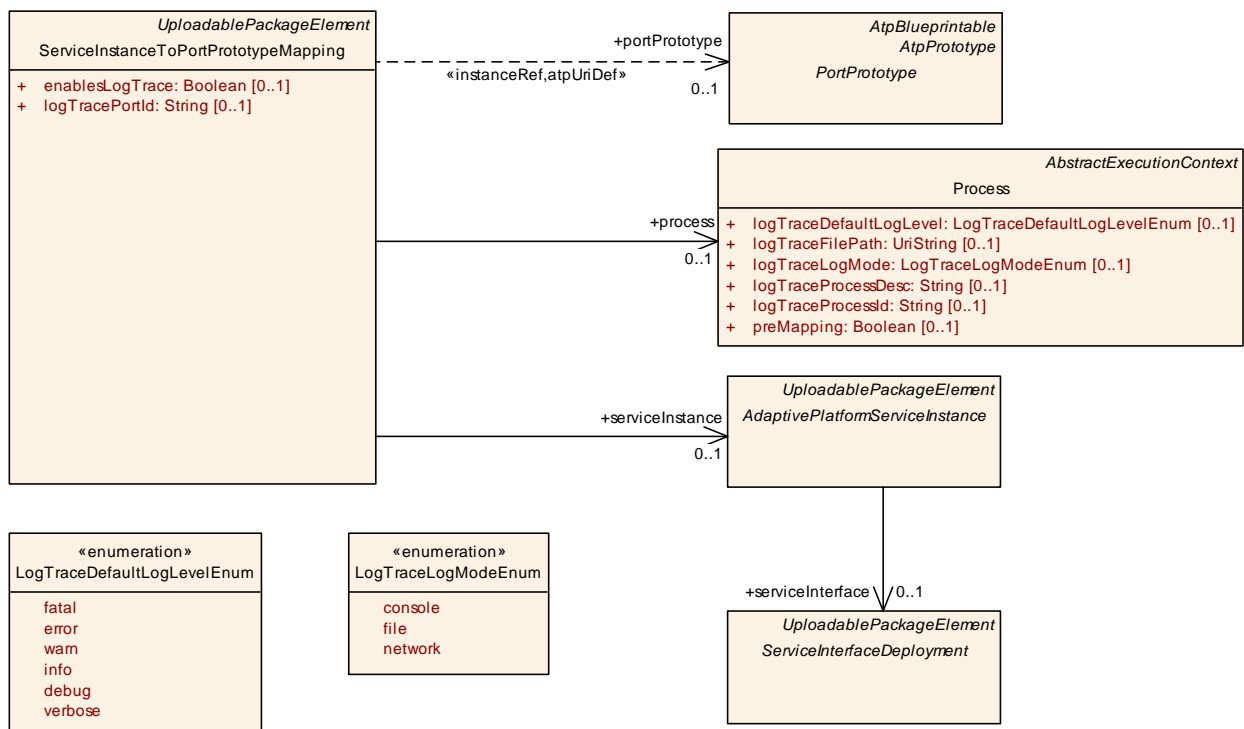 UploadablePackageElement
ServiceInstanceToPortPrototypeMapping
+ enablesLogTrace: Boolean [0..1]
+ logTracePortId: String [0..1]
+portPrototype
«instanceRef,atpUriDef»
0..1
AtpBlueprintable
AtpPrototype
PortPrototype
+process
0..1
AbstractExecutionContext
Process
+ logTraceDefaultLogLevel: LogTraceDefaultLogLevelEnum [0..1]
+ logTraceFilePath: UriString [0..1]
+ logTraceLogMode: LogTraceLogModeEnum [0..1]
+ logTraceProcessDesc: String [0..1]
+ logTraceProcessId: String [0..1]
+ preMapping: Boolean [0..1]
+serviceInstance
0..1
UploadablePackageElement
AdaptivePlatformServiceInstance
+serviceInterface 0..1
UploadablePackageElement
ServiceInterfaceDeployment
«enumeration»
LogTraceDefaultLogLevelEnum
fatal
error
warn
info
debug
verbose
«enumeration»
LogTraceLogModeEnum
console
file
network